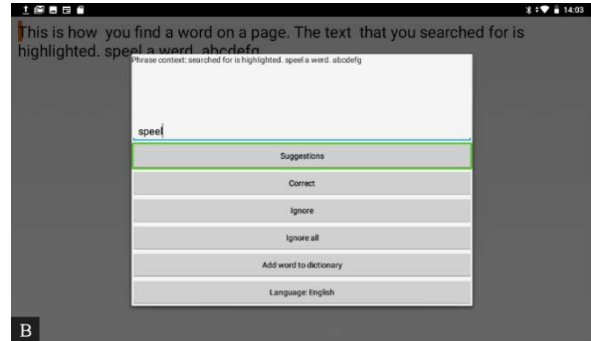 14:03
This is how  you find a word on a page. The text  that you searched for is
highlighted. speel a werd. abcdefg
Phrase context: searched for is highlighted. speel a werd. abcdefg
speel
Suggestions
Correct
Ignore
Ignore all
Add word to dictionary
Language: English
B